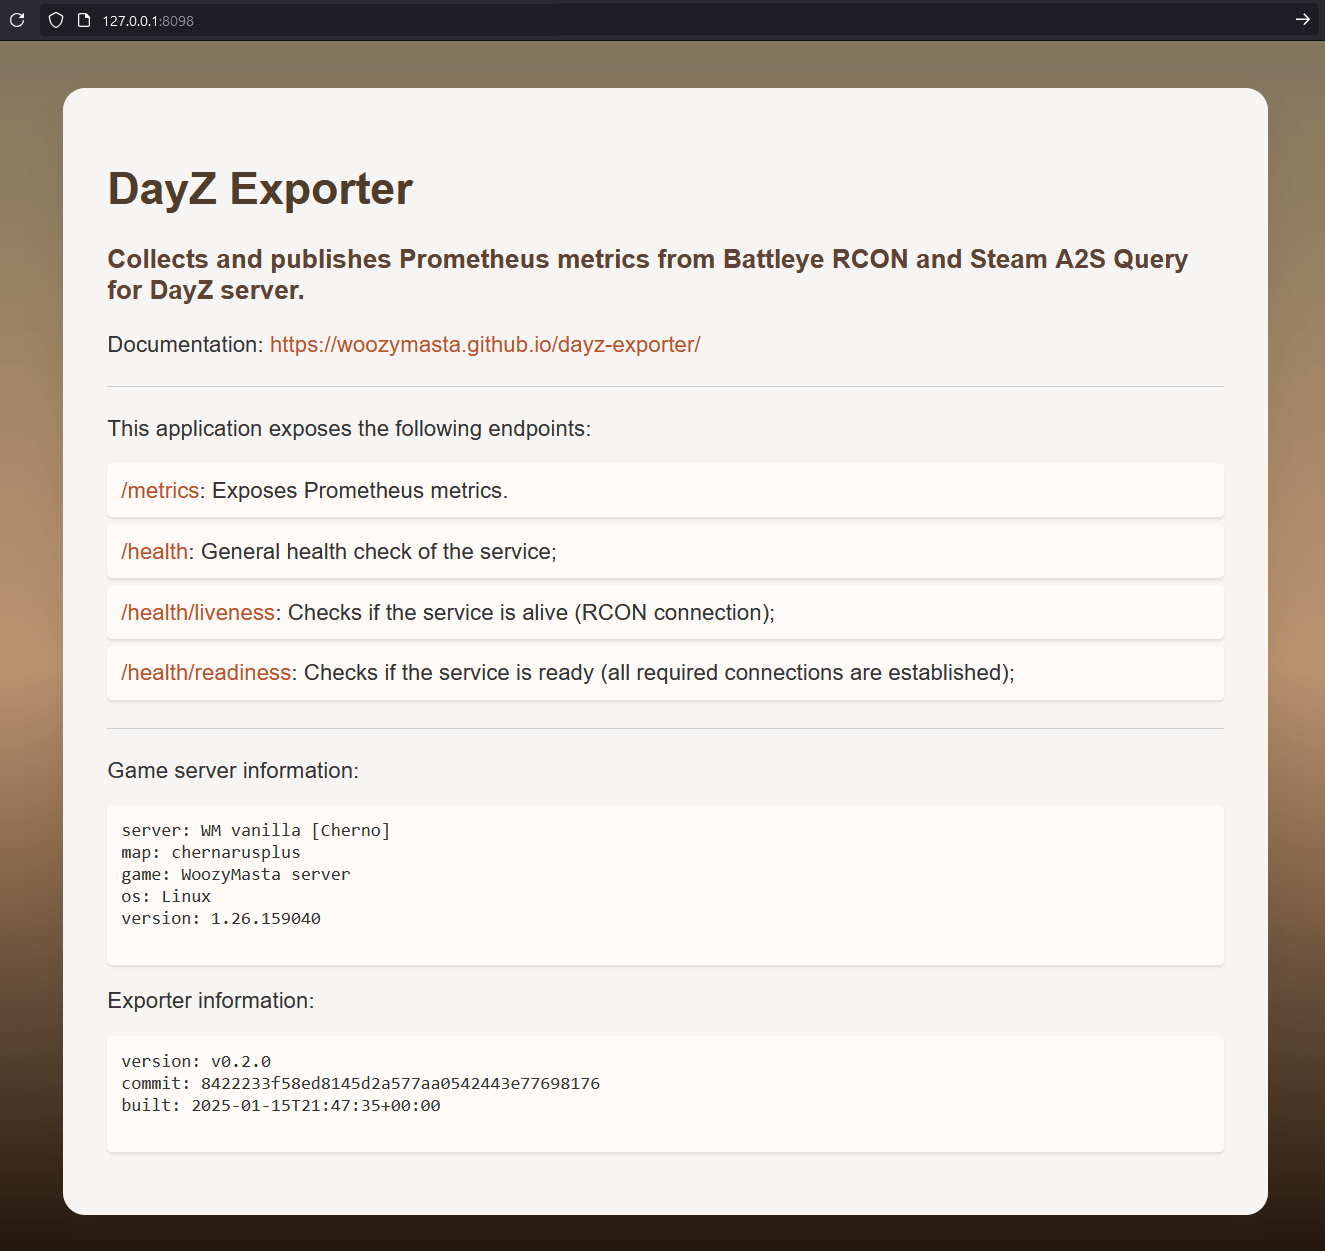 127.0.0.1:8098
DayZ Exporter
Collects and publishes Prometheus metrics from Battleye RCON and Steam A2S Query
for DayZ server.
Documentation: https://woozymasta.github.io/dayz-exporter/
This application exposes the following endpoints:
/metrics: Exposes Prometheus metrics.
/health: General health check of the service;
/health/liveness: Checks if the service is alive (RCON connection);
/health/readiness: Checks if the service is ready (all required connections are established);
Game server information:
server: WM vanilla [Cherno]
map: chernarusplus
game: WoozyMasta server
os: Linux
version: 1.26.159040
Exporter information:
version: v0.2.0
commit: 8422233f58ed8145d2a577aa0542443e77698176
built: 2025-01-15T21:47:35+00:00